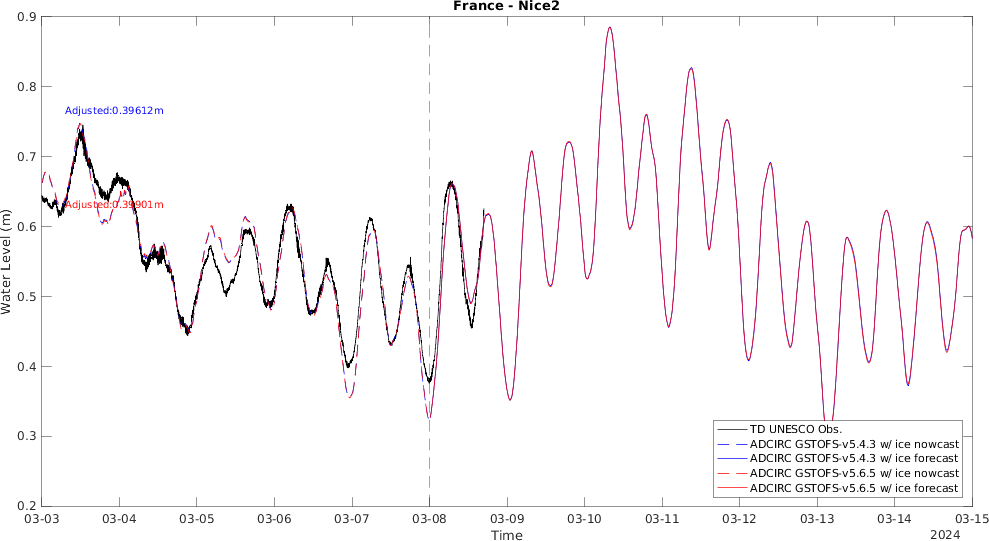 France - Nice2
0.9
0.8
0.7
0.6
0.5
0.4
0.3
0.2
Water Level (m)
Adjusted:0.39612m
Adjusted:0.39901m
TD UNESCO Obs.
ADCIRC GSTOFS-v5.4.3 w/ ice nowcast
ADCIRC GSTOFS-v5.4.3 w/ ice forecast
ADCIRC GSTOFS-v5.6.5 w/ ice nowcast
ADCIRC GSTOFS-v5.6.5 w/ ice forecast
03-03 03-04 03-05 03-06 03-07 03-08 03-09 03-10 03-11 03-12 03-13 03-14 03-15
Time
2024